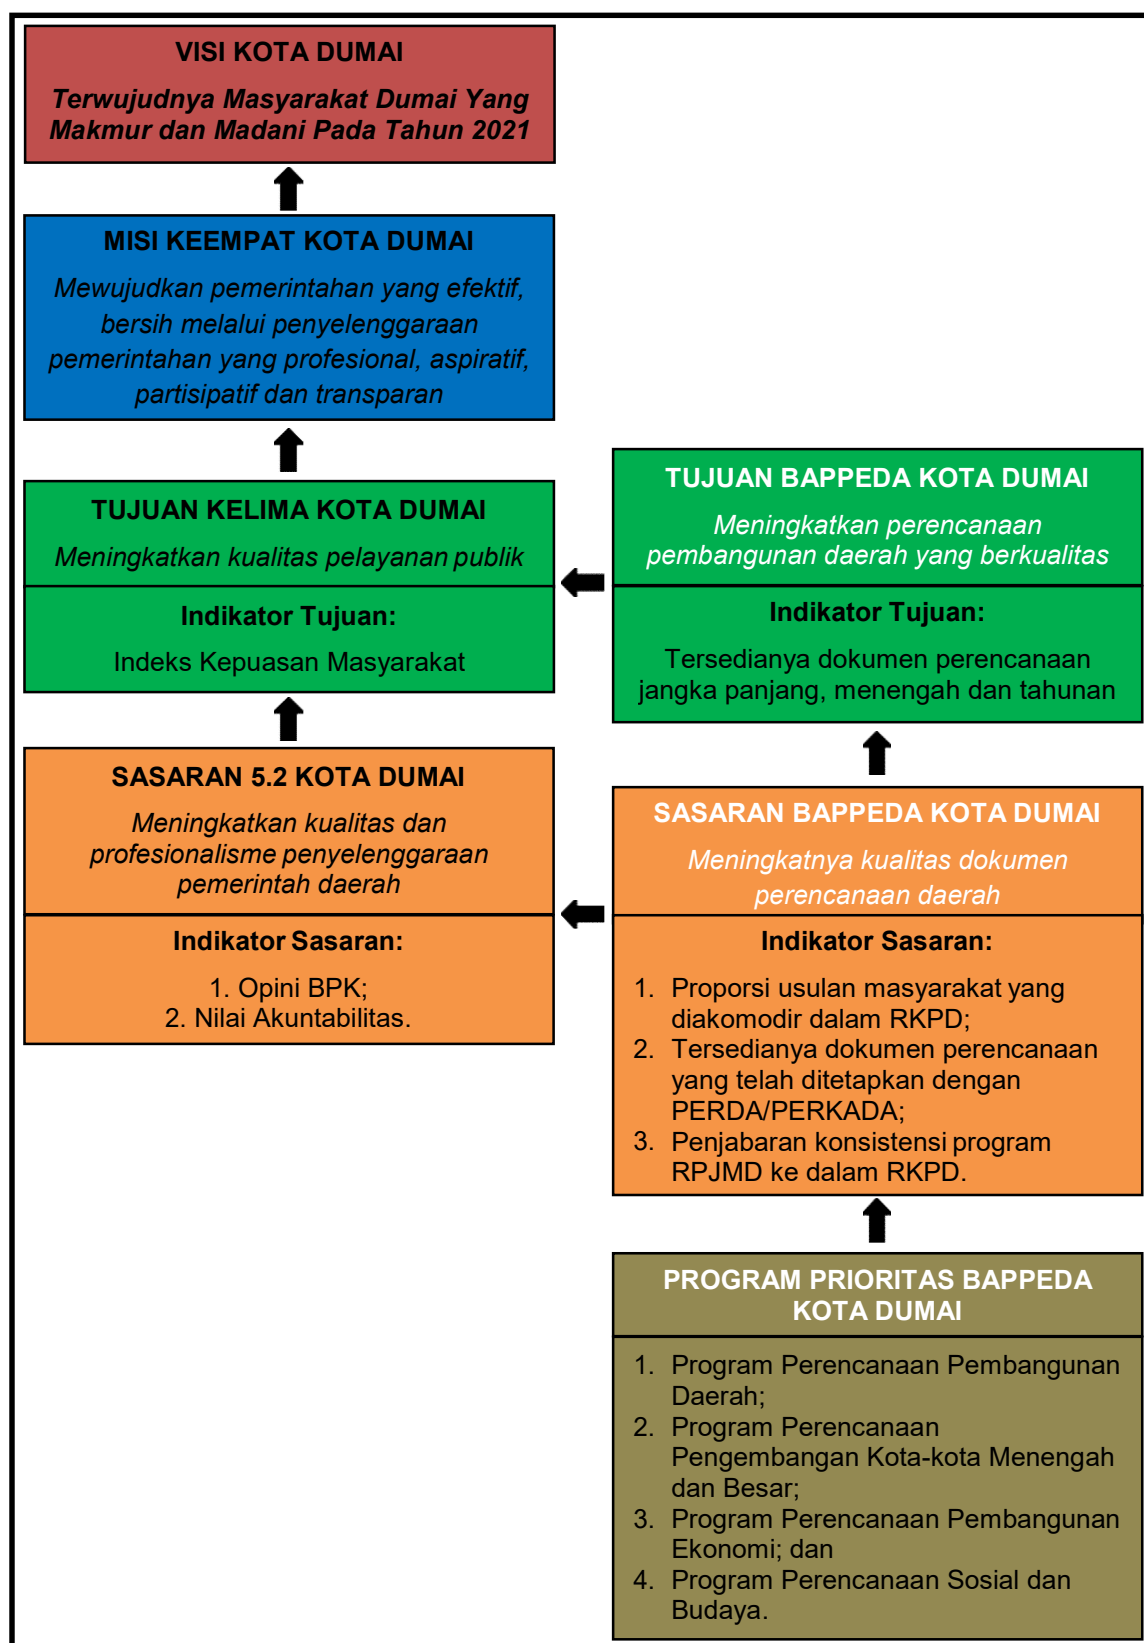 VISI KOTA DUMAI
Terwujudnya Masyarakat Dumai Yang
Makmur dan Madani Pada Tahun 2021
MISI KEEMPAT KOTA DUMAI
Mewujudkan pemerintahan yang efektif,
bersih melalui penyelenggaraan
pemerintahan yang profesional, aspiratif,
partisipatif dan transparan
TUJUAN KELIMA KOTA DUMAI
Meningkatkan kualitas pelayanan publik
Indikator Tujuan:
Indeks Kepuasan Masyarakat
SASARAN 5.2 KOTA DUMAI
Meningkatkan kualitas dan
profesionalisme penyelenggaraan
pemerintah daerah
Indikator Sasaran:
1. Opini BPK;
2. Nilai Akuntabilitas.
TUJUAN BAPPEDA KOTA DUMAI
Meningkatkan perencanaan
pembangunan daerah yang berkualitas
Indikator Tujuan:
Tersedianya dokumen perencanaan
jangka panjang, menengah dan tahunan
SASARAN BAPPEDA KOTA DUMAI
Meningkatnya kualitas dokumen
perencanaan daerah
Indikator Sasaran:
1. Proporsi usulan masyarakat yang
diakomodir dalam RKPD;
2. Tersedianya dokumen perencanaan
yang telah ditetapkan dengan
PERDA/PERKADA;
3. Penjabaran konsistensi program
RPJMD ke dalam RKPD.
PROGRAM PRIORITAS BAPPEDA
KOTA DUMAI
1. Program Perencanaan Pembangunan
Daerah;
2. Program Perencanaan
Pengembangan Kota-kota Menengah
dan Besar;
3. Program Perencanaan Pembangunan
Ekonomi; dan
4. Program Perencanaan Sosial dan
Budaya.